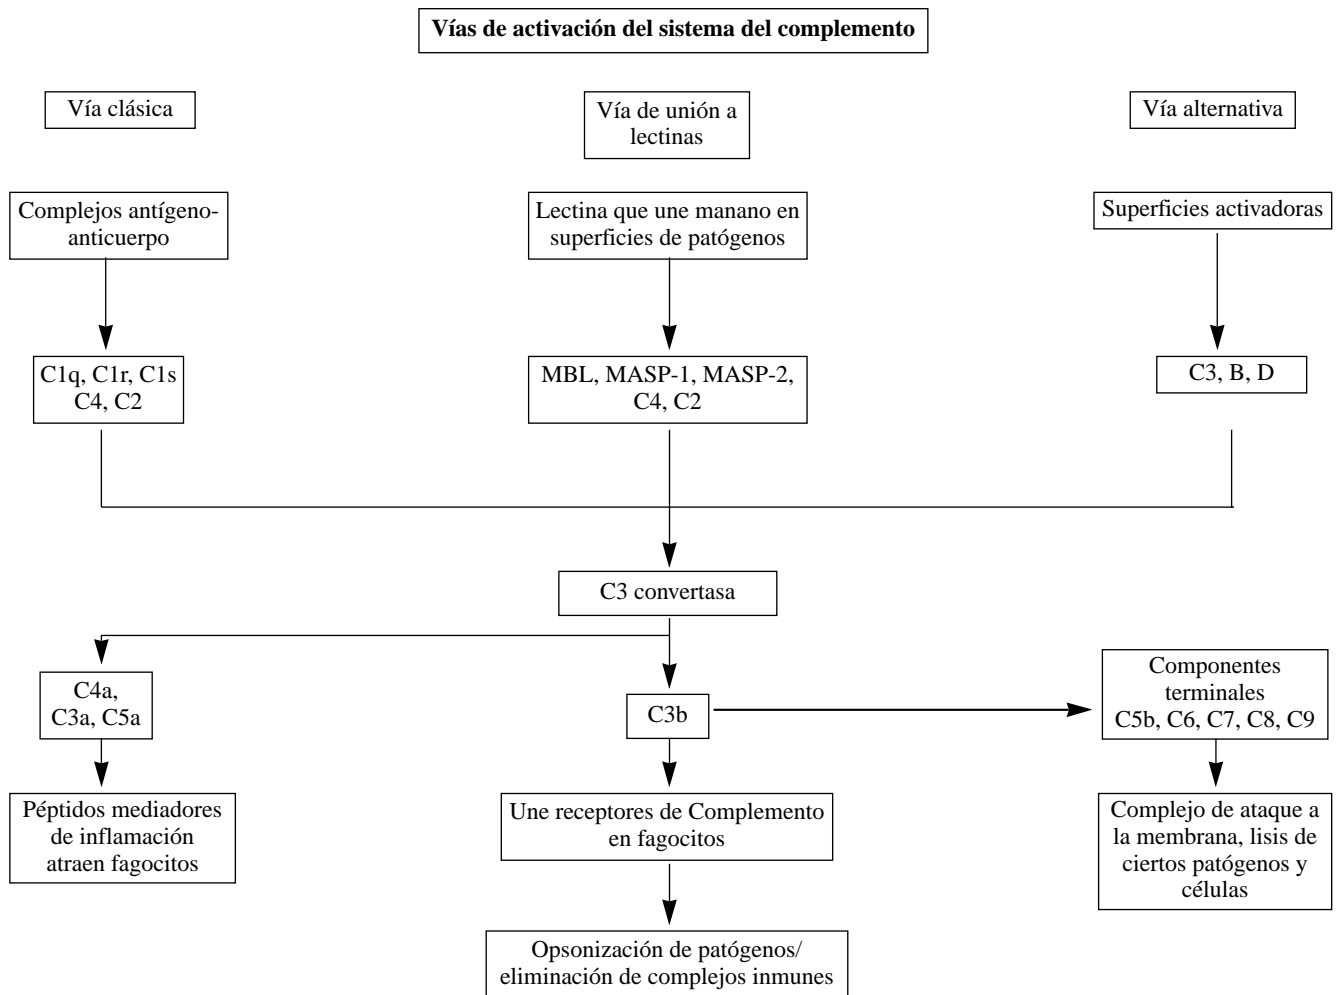 Vías de activación del sistema del complemento
Vía clásica
Vía de unión a
lectinas
Vía alternativa
Complejos antígeno-
anticuerpo
Lectina que une manano en
superficies de patógenos
Superficies activadoras
C1q, C1r, C1s
C4, C2
MBL, MASP-1, MASP-2,
C4, C2
C3, B, D
C3 convertasa
C4a,
C3a, C5a
C3b
Componentes
terminales
C5b, C6, C7, C8, C9
Péptidos mediadores
de inflamación
atraen fagocitos
Une receptores de Complemento
en fagocitos
Complejo de ataque a
la membrana, lisis de
ciertos patógenos y
células
Opsonización de patógenos/
eliminación de complejos inmunes